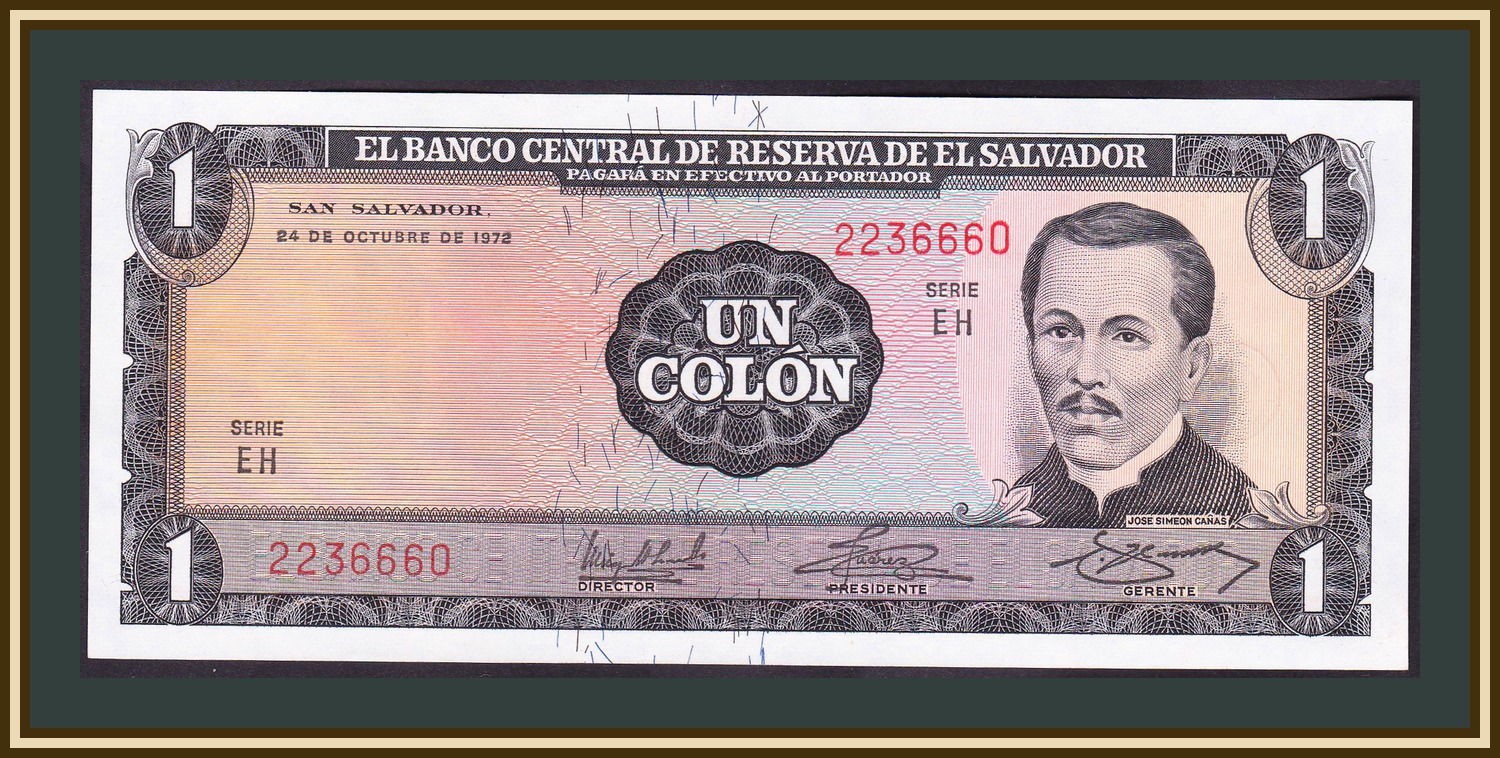 1
EL BANCO CENTRAL DE RESERVA DE EL SALVADOR
1
PAGARÁ EN EFECTIVO AL PORTADOR
SAN SALVADOR,
24 DE OCTUBRE DE 1972
2236660
SERIE
EH
UN
COLÓN
SERIE
EH
JOSE SIMEON CAÑAS
1
2236660
DIRECTOR
PRESIDENTE
GERENTE
1